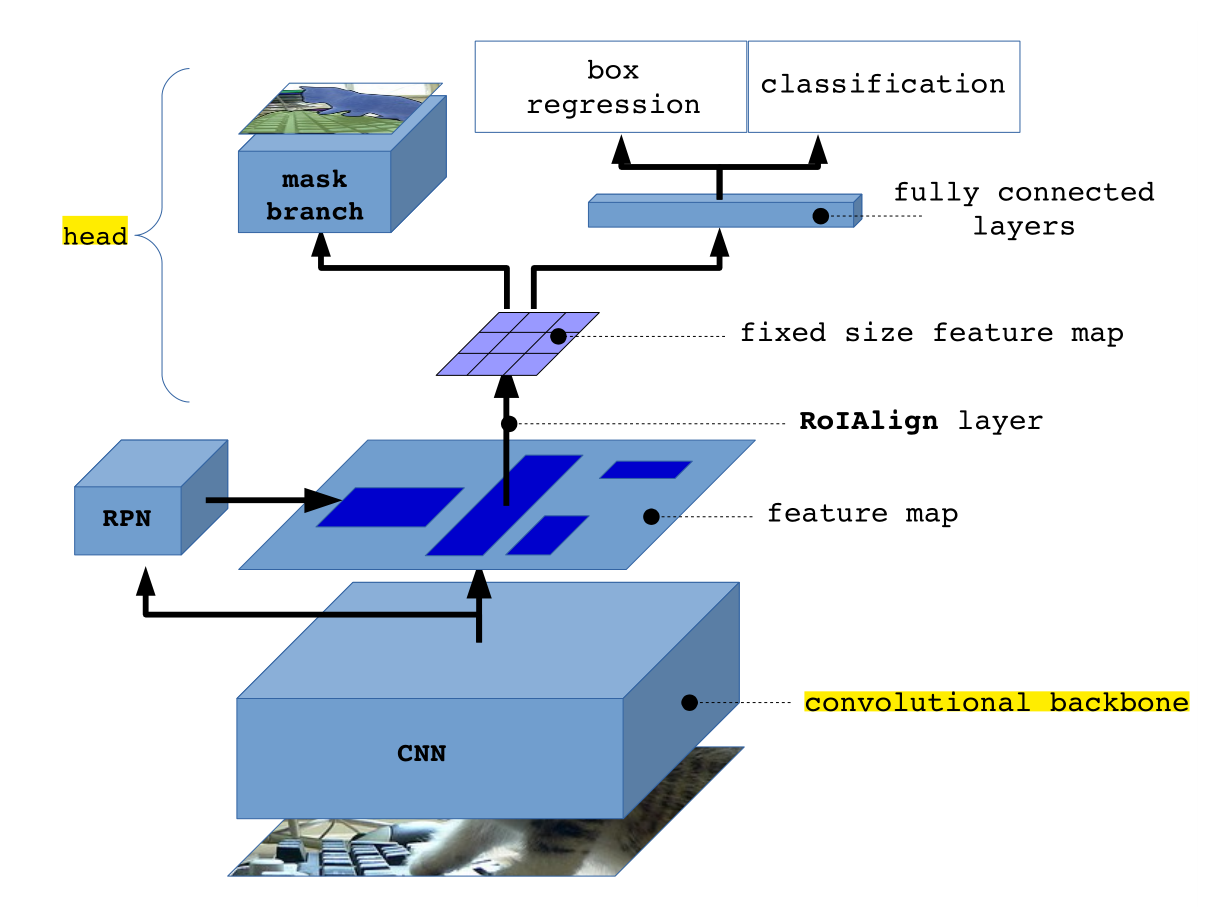 box
regression
classification
mask
branch
fully connected
layers
head
fixed size feature map
RoIAlign layer
RPN
feature map
convolutional backbone
CNN